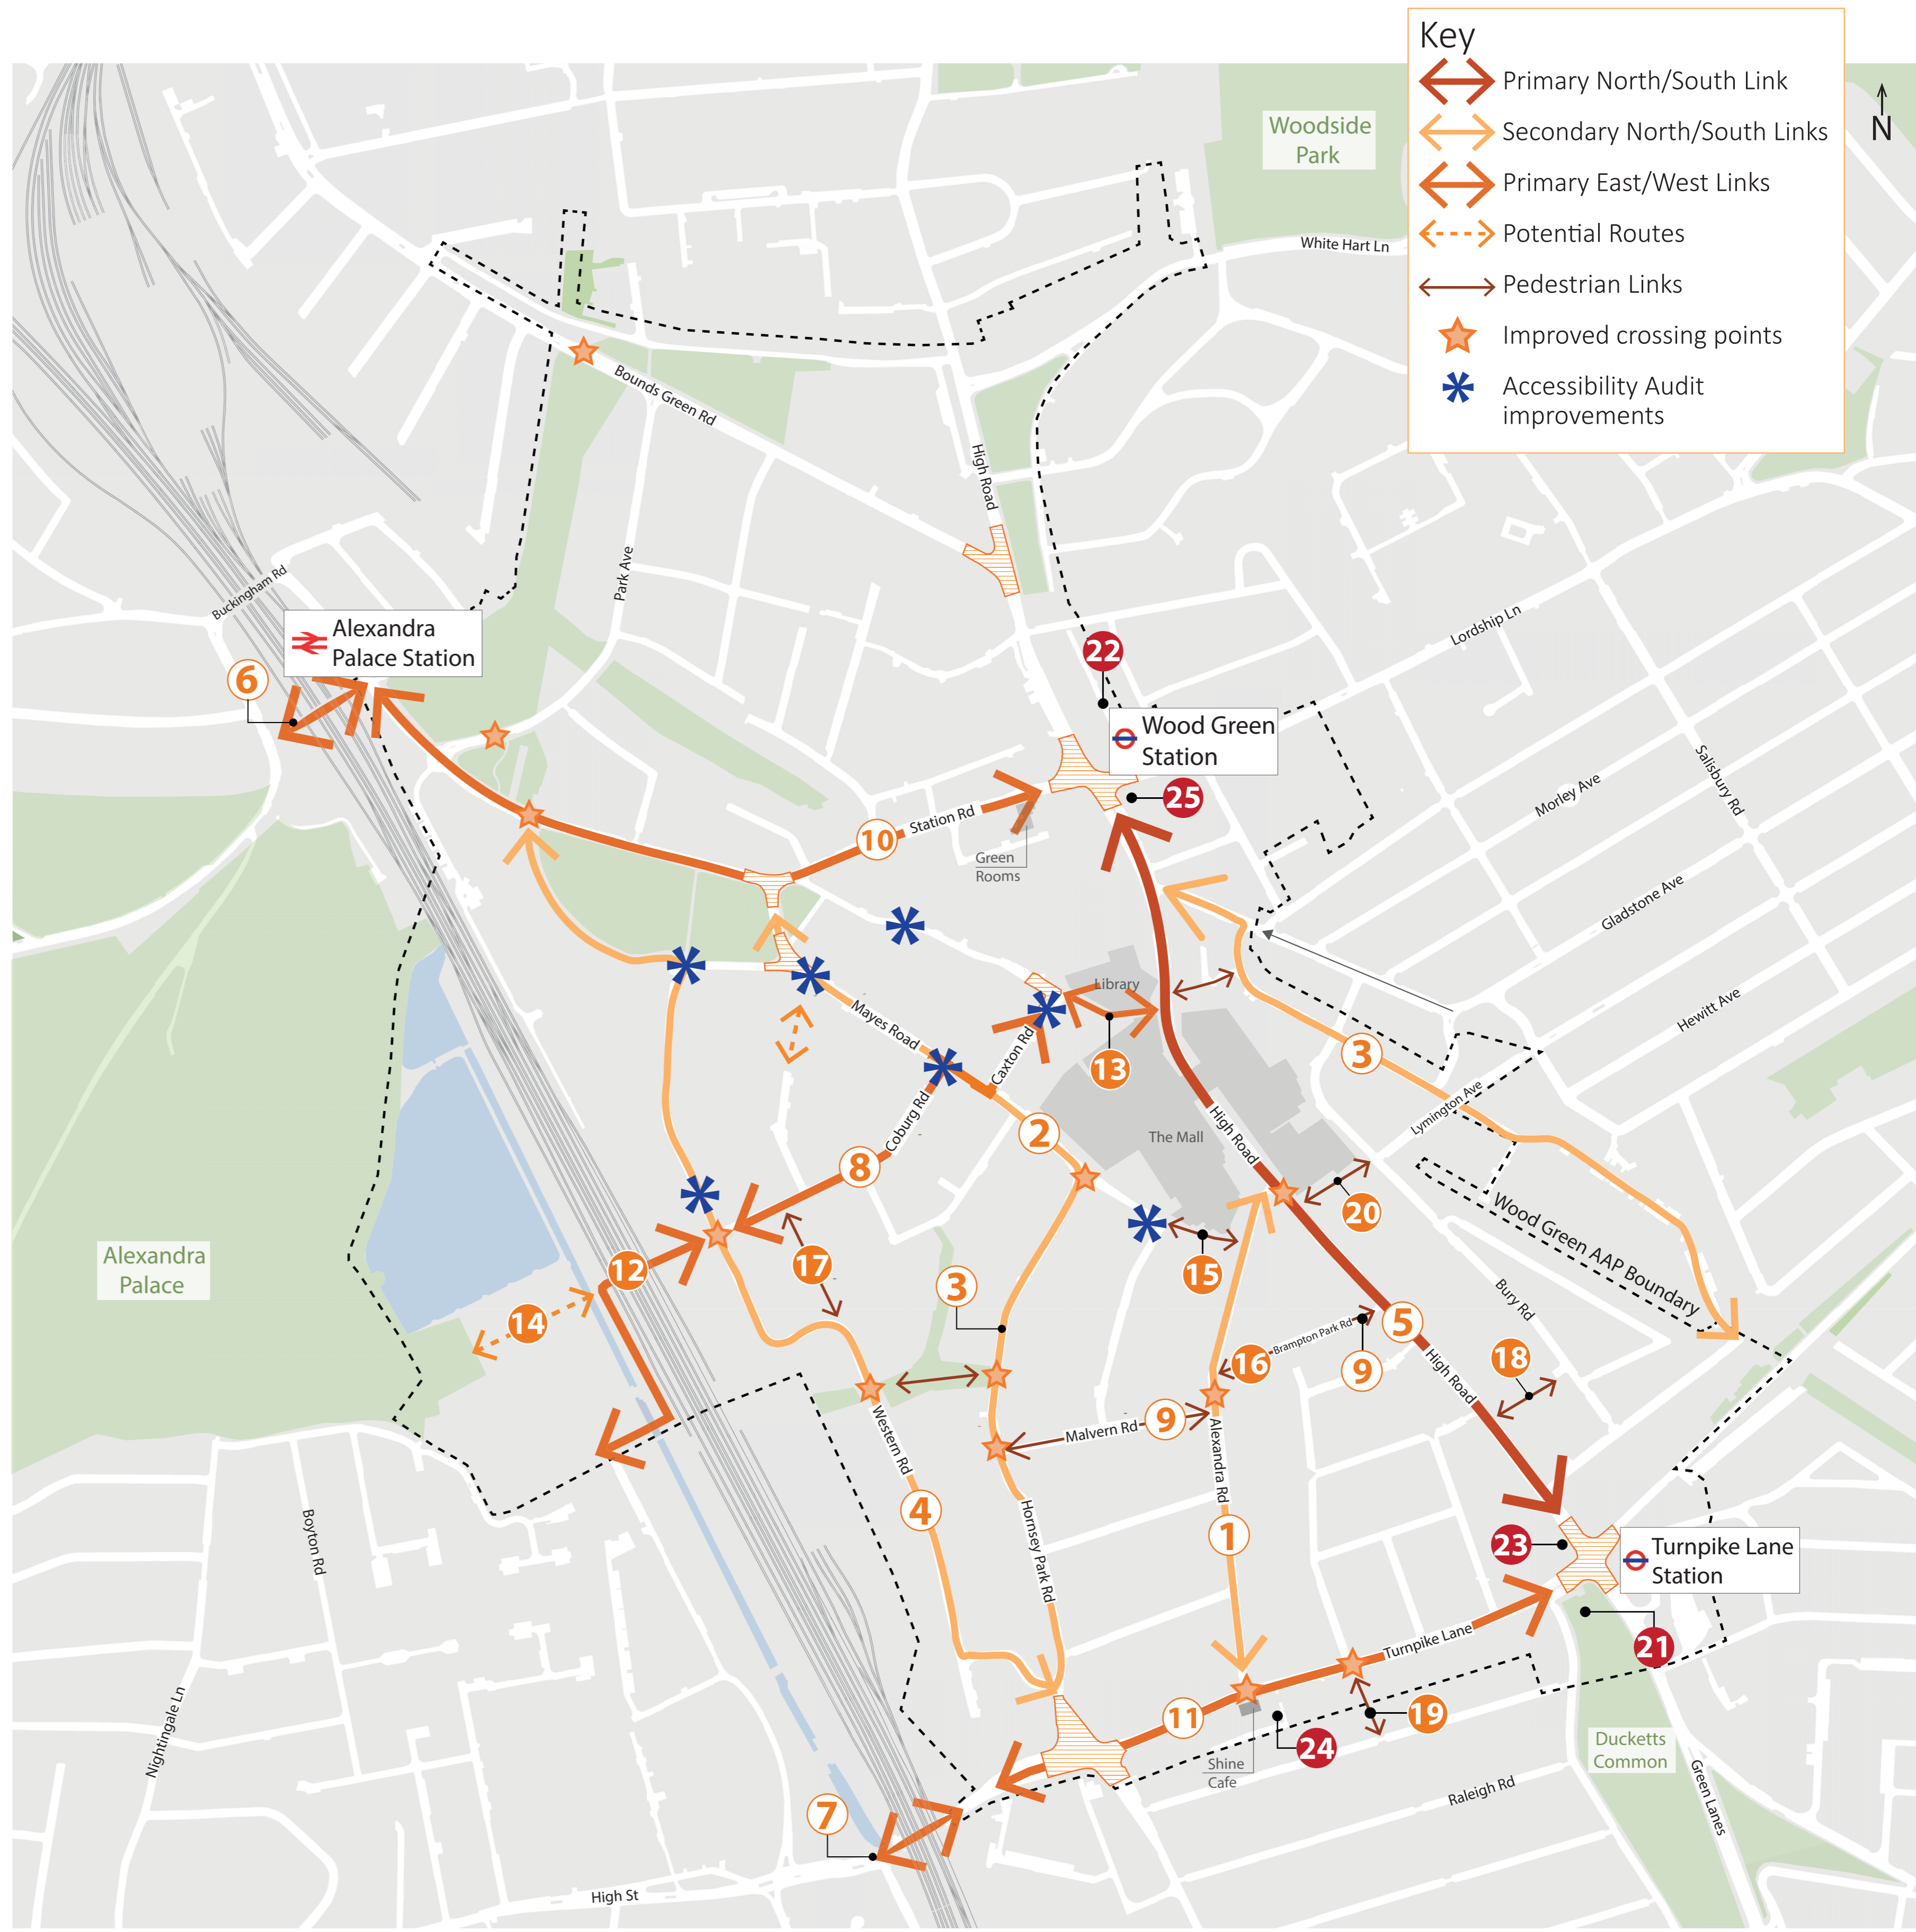 Key
Primary North/South Link
Secondary North/South Links
Primary East/West Links
Potential Routes
Pedestrian Links
Improved crossing points
Accessibility Audit
improvements
N
Woodside
Park
White Hart Ln
Bounds Green Rd
High Road
Park Ave
Buckingham Rd
Alexandra
Palace Station
6
22
Wood Green
Station
25
Lordship Ln
Salisbury Rd
Morley Ave
Gladstone Ave
Hewitt Ave
10
Station Rd
Green
Rooms
Library
Mayes Road
Caxton Rd
13
3
Lymington Ave
Coburg Rd
2
The Mall
High Road
8
20
Wood Green AAP Boundary
Alexandra
Palace
12
17
15
14
3
5
Bury Rd
16
Brampton Park Rd
9
18
High Road
Malvern Rd
9
Western Rd
Alexandra Rd
4
Hornsey Park Rd
1
Boyton Rd
23
Turnpike Lane
Station
Turnpike Lane
21
11
19
24
Shine
Cafe
Ducketts
Common
Nightingale Ln
Raleigh Rd
Green Lanes
7
High St